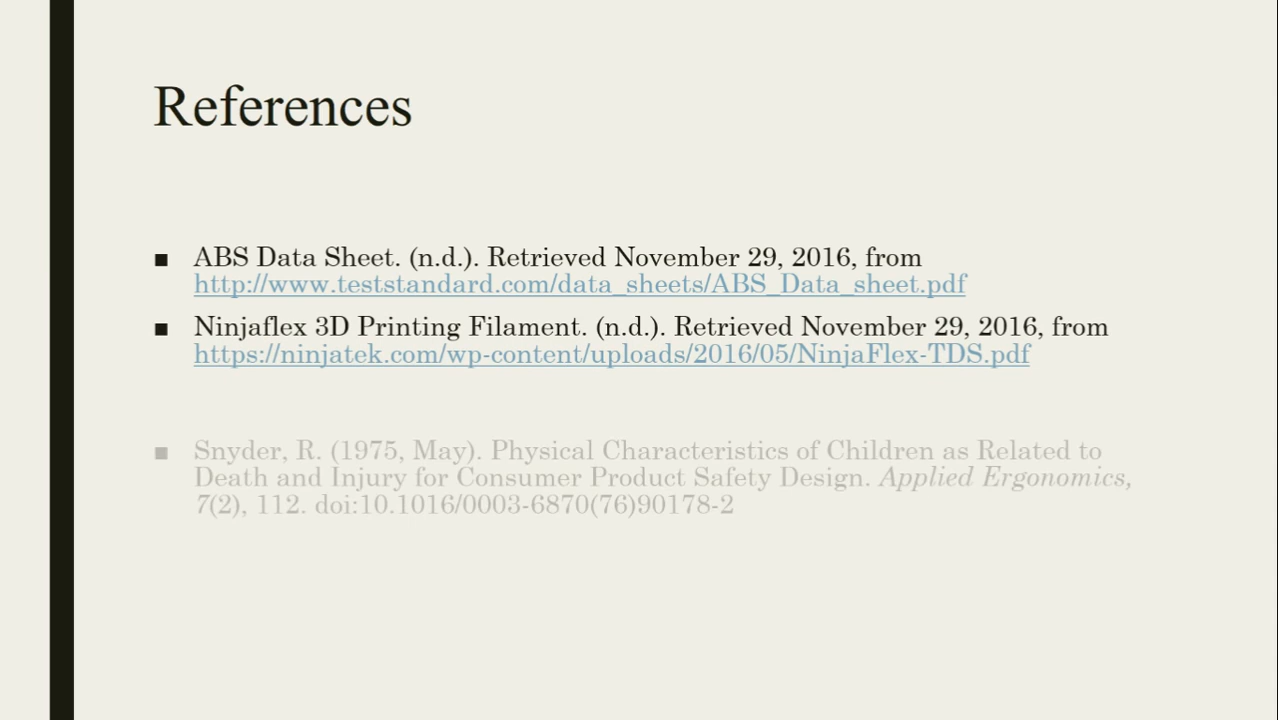 References
■ ABS Data Sheet. (n.d.). Retrieved November 29, 2016, from
http://www.teststandard.com/data_sheets/ABS_Data_sheet.pdf
■ Ninjaflex 3D Printing Filament. (n.d.). Retrieved November 29, 2016, from
https://ninjatek.com/wp-content/uploads/2016/05/NinjaFlex-TDS.pdf
■ Snyder, R. (1975, May). Physical Characteristics of Children as Related to
Death and Injury for Consumer Product Safety Design. Applied Ergonomics,
7(2), 112. doi:10.1016/0003-6870(76)90178-2